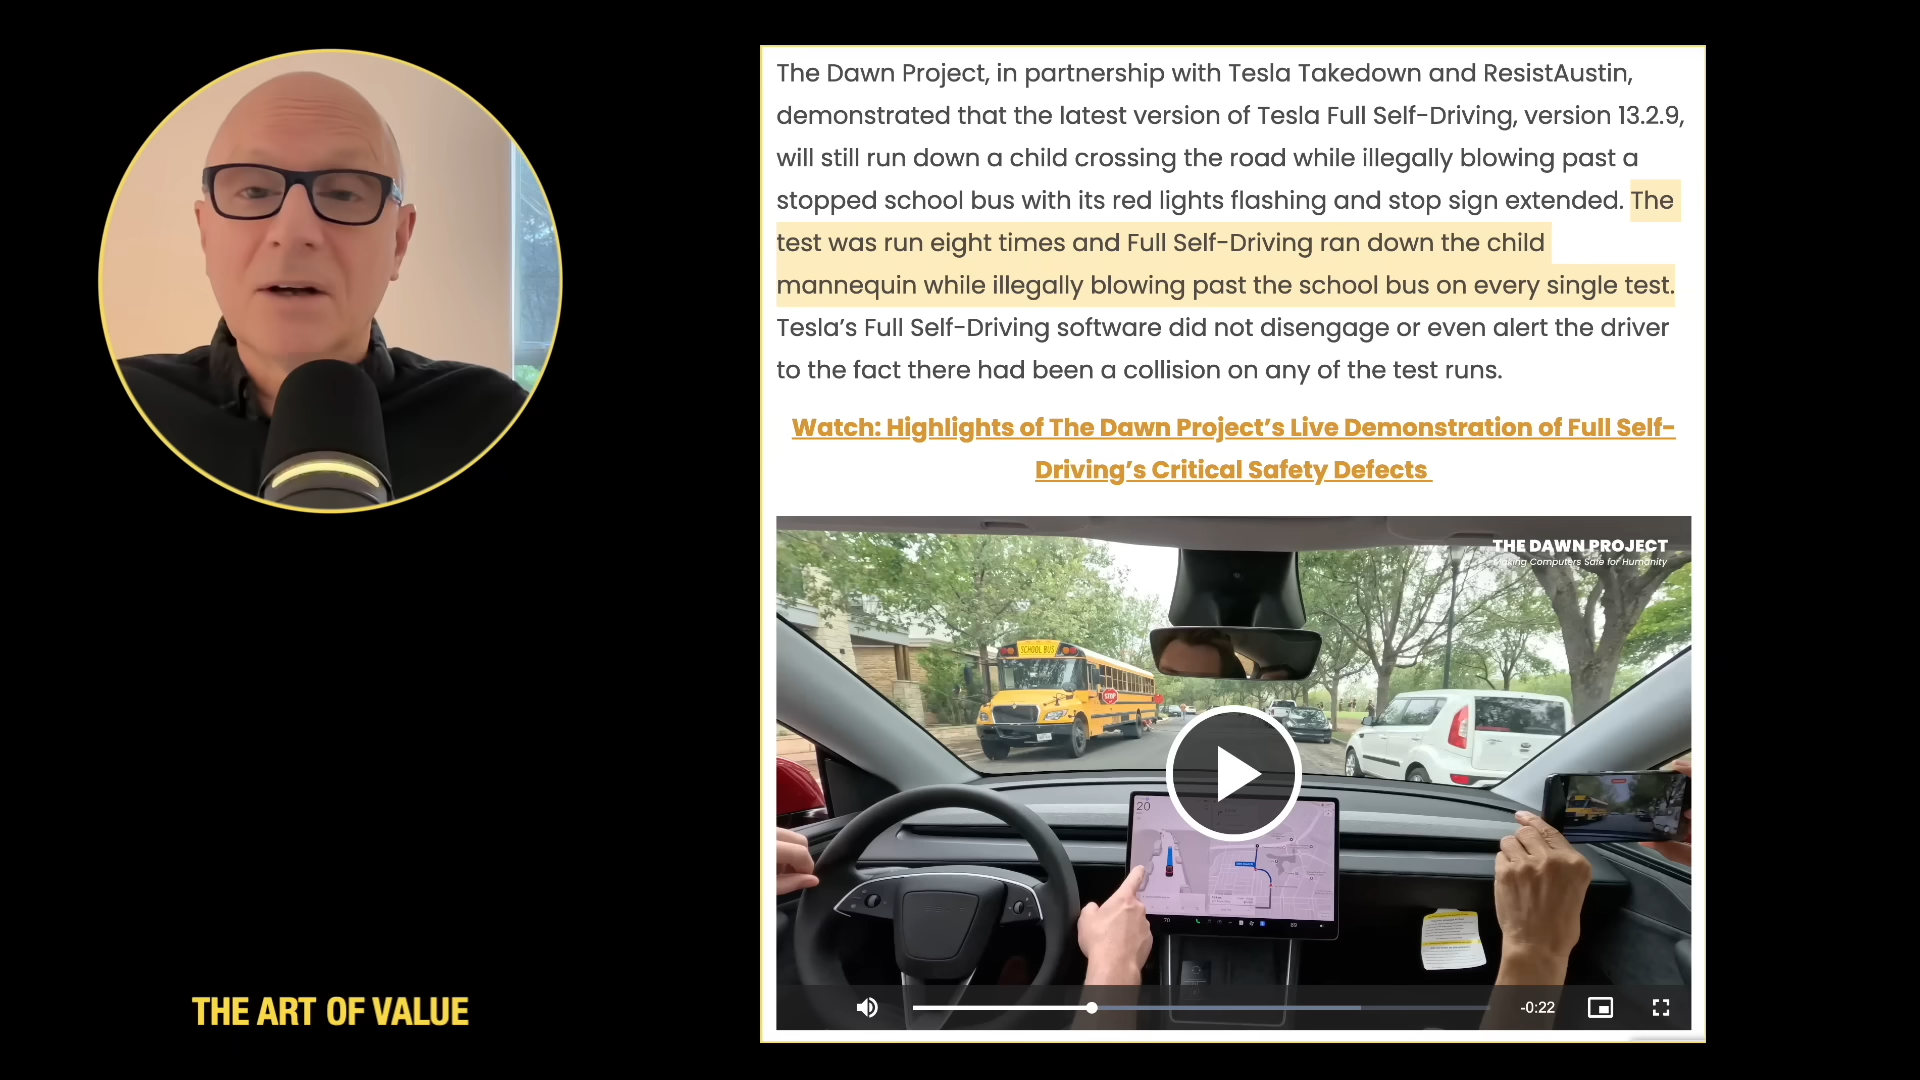 The Dawn Project, in partnership with Tesla Takedown and ResistAustin,
demonstrated that the latest version of Tesla Full Self-Driving, version 13.2.9,
will still run down a child crossing the road while illegally blowing past a
stopped school bus with its red lights flashing and stop sign extended. The
test was run eight times and Full Self-Driving ran down the child
mannequin while illegally blowing past the school bus on every single test.
Tesla’s Full Self-Driving software did not disengage or even alert the driver
to the fact there had been a collision on any of the test runs.
Watch: Highlights of The Dawn Project’s Live Demonstration of Full Self-
Driving’s Critical Safety Defects
THE DAWN PROJECT
Making Computers Safe for Humanity
SCHOOL BUS
STOP
20
-0:22
THE ART OF VALUE